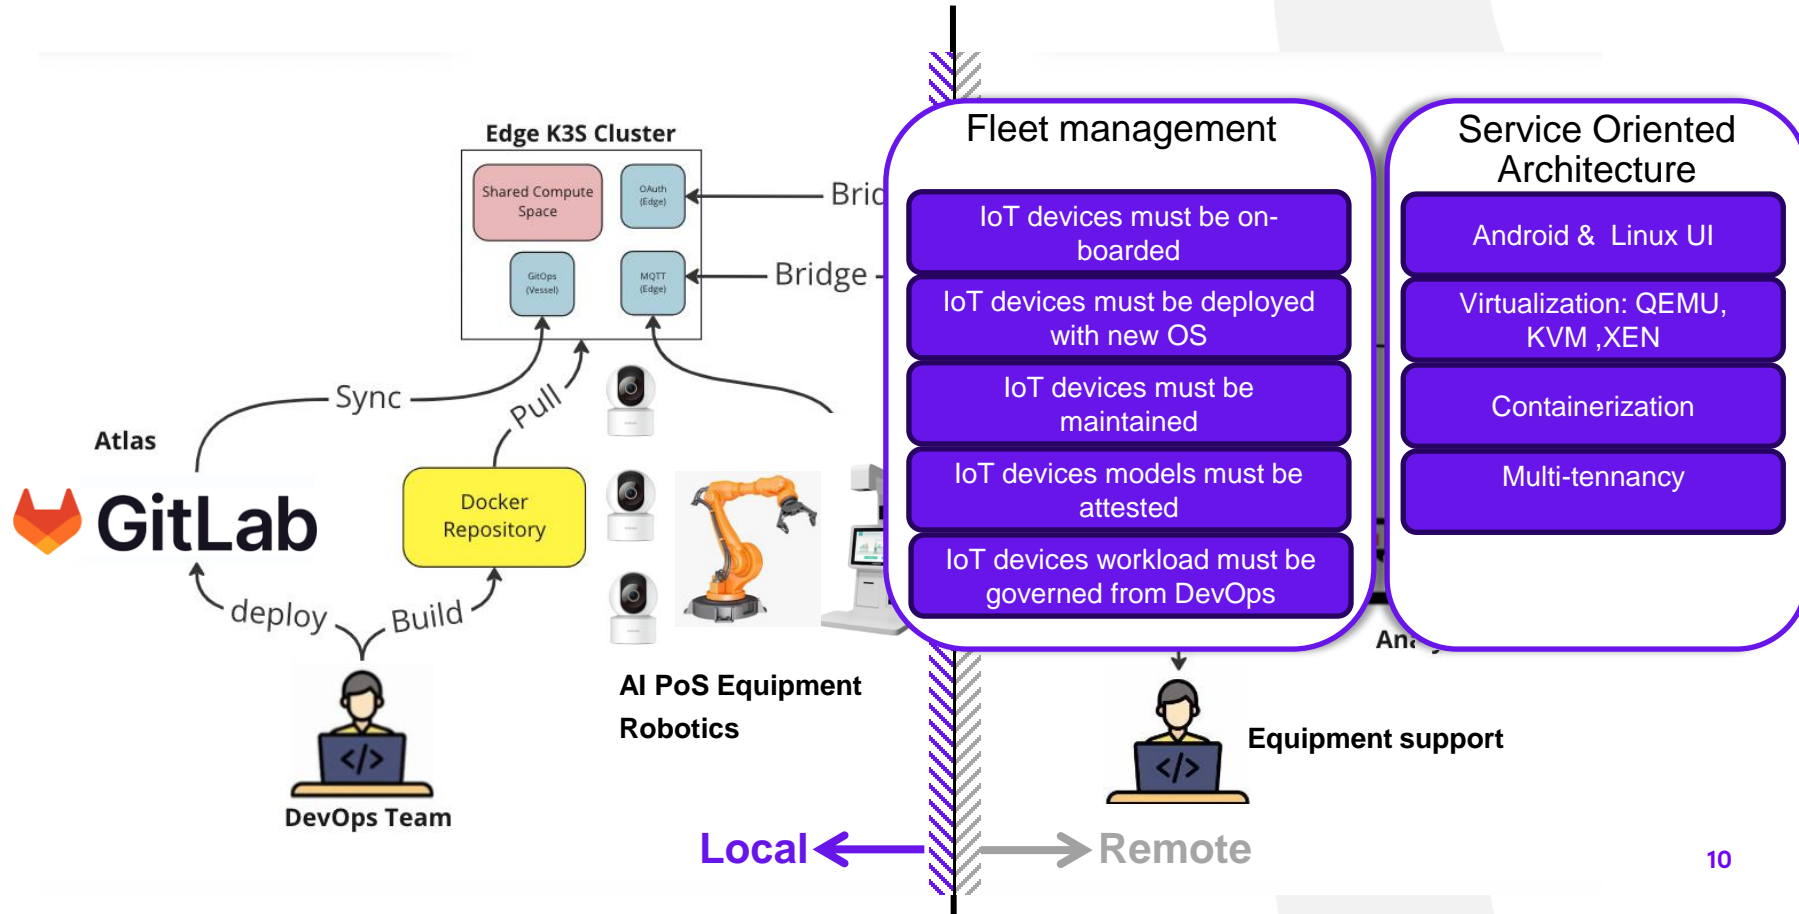 Edge K3S Cluster
Shared Compute
Space
OAuth
(Edge)
GitOps
(Vessel)
MQTT
(Edge)
Bridge
Sync
Pull
Atlas
GitLab
Docker
Repository
deploy
Build
DevOps Team
AI PoS Equipment
Robotics
Fleet management
IoT devices must be on-
boarded
IoT devices must be deployed
with new OS
IoT devices must be
maintained
IoT devices models must be
attested
IoT devices workload must be
governed from DevOps
Service Oriented
Architecture
Android &  Linux UI
Virtualization: QEMU,
KVM ,XEN
Containerization
Multi-tennancy
Equipment support
Local
Remote
10